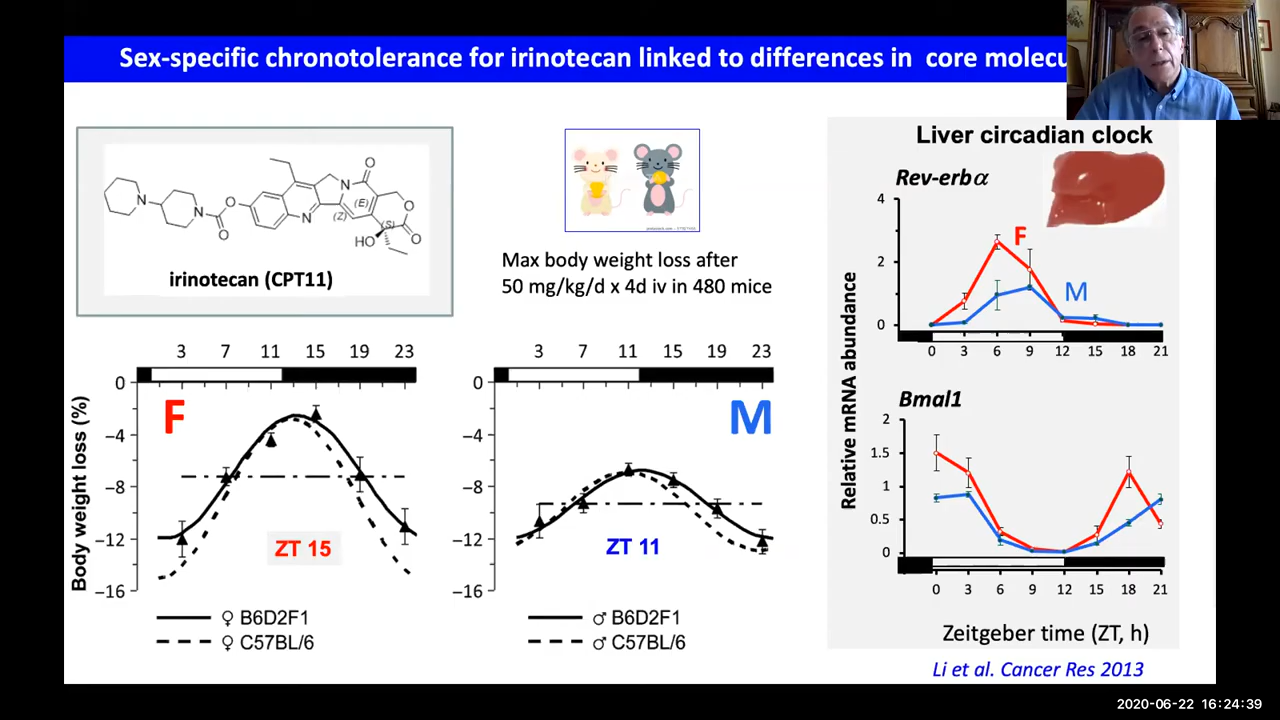 Sex-specific chronotolerance for irinotecan linked to differences in core molecu
N
O
N
O
O
N
N
O
O
O
HO
(E)
(Z)
(S)
irinotecan (CPT11)
Max body weight loss after
50 mg/kg/d x 4d iv in 480 mice
3 7 11 15 19 23
0
−4
−8
−12
−16
Body weight loss (%)
F
ZT 15
♀ B6D2F1
♀ C57BL/6
3 7 11 15 19 23
0
−4
−8
−12
−16
M
ZT 11
♂ B6D2F1
♂ C57BL/6
Liver circadian clock
Rev-erbα
4
2
0
F
M
0 3 6 9 12 15 18 21
Relative mRNA abundance
Bmal1
2
1.5
1
0.5
0
0 3 6 9 12 15 18 21
Zeitgeber time (ZT, h)
Li et al. Cancer Res 2013
2020-06-22 16:24:39